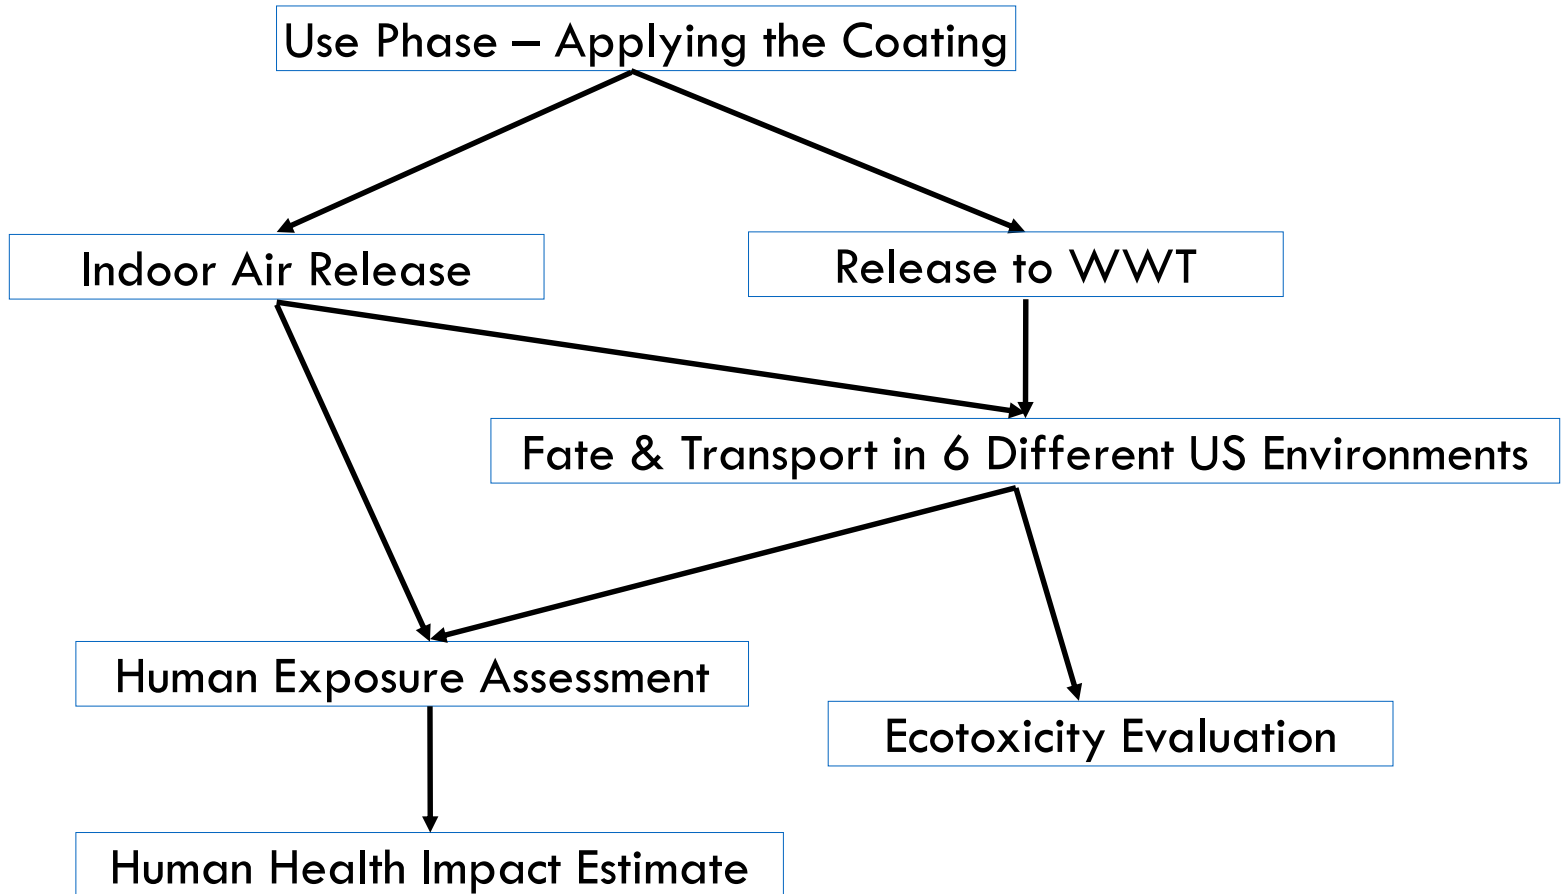 Use Phase – Applying the Coating
Indoor Air Release
Release to WWT
Fate & Transport in 6 Different US Environments
Human Exposure Assessment
Ecotoxicity Evaluation
Human Health Impact Estimate